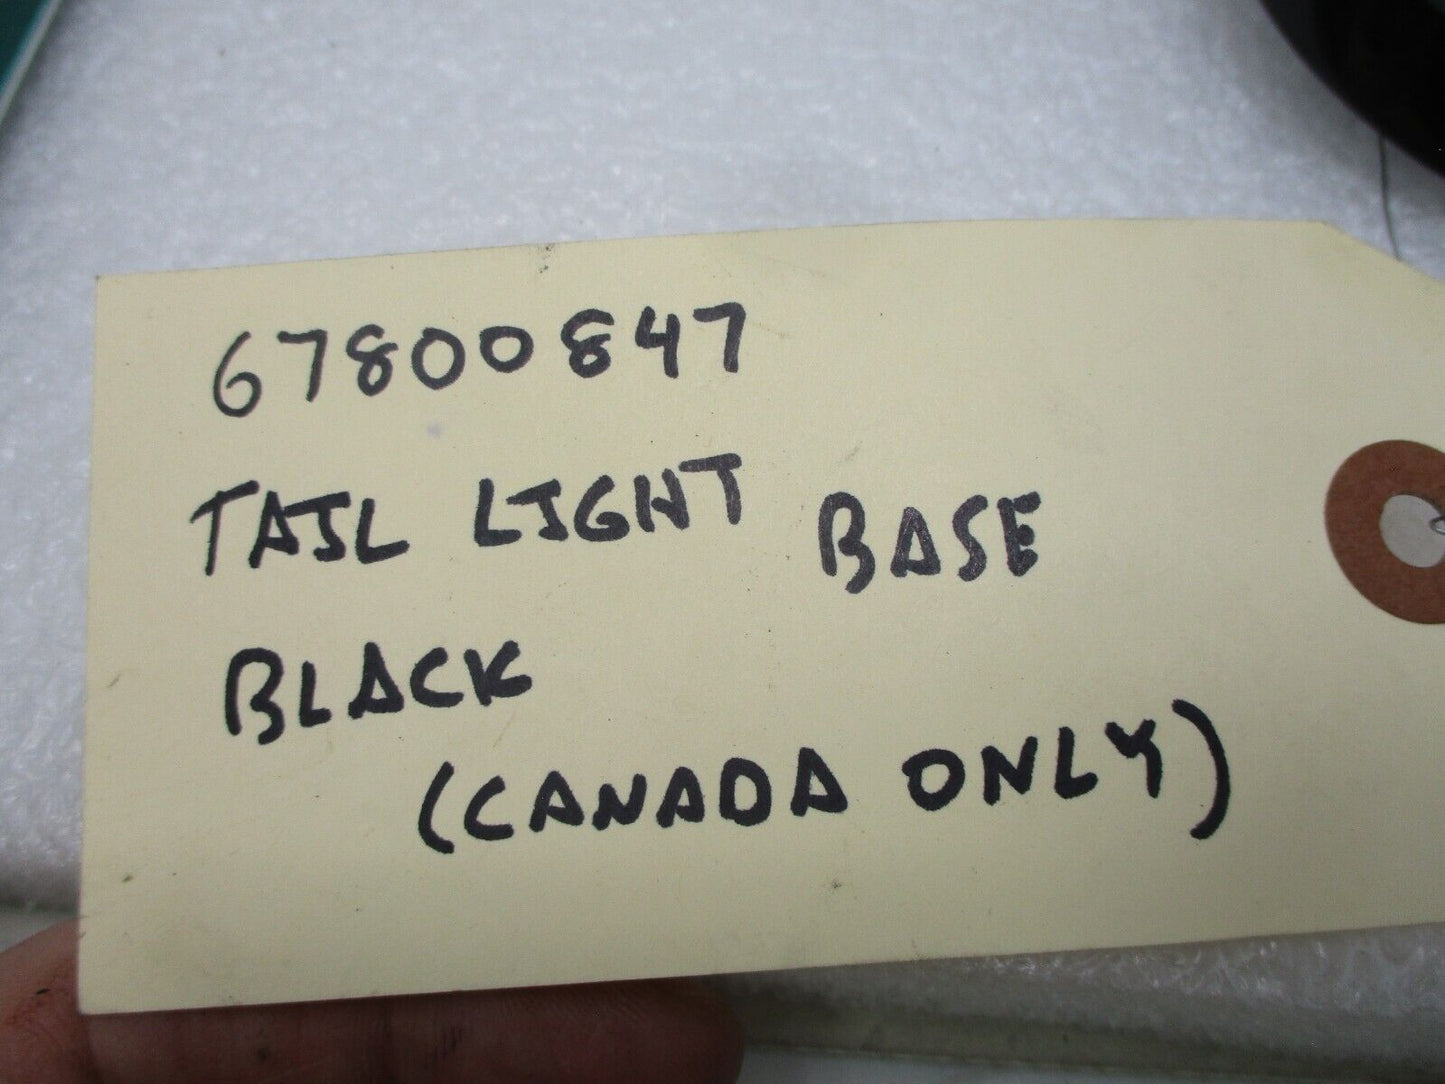 67800847
TAIL LIGHT BASE
BLACK
(CANADA ONLY)